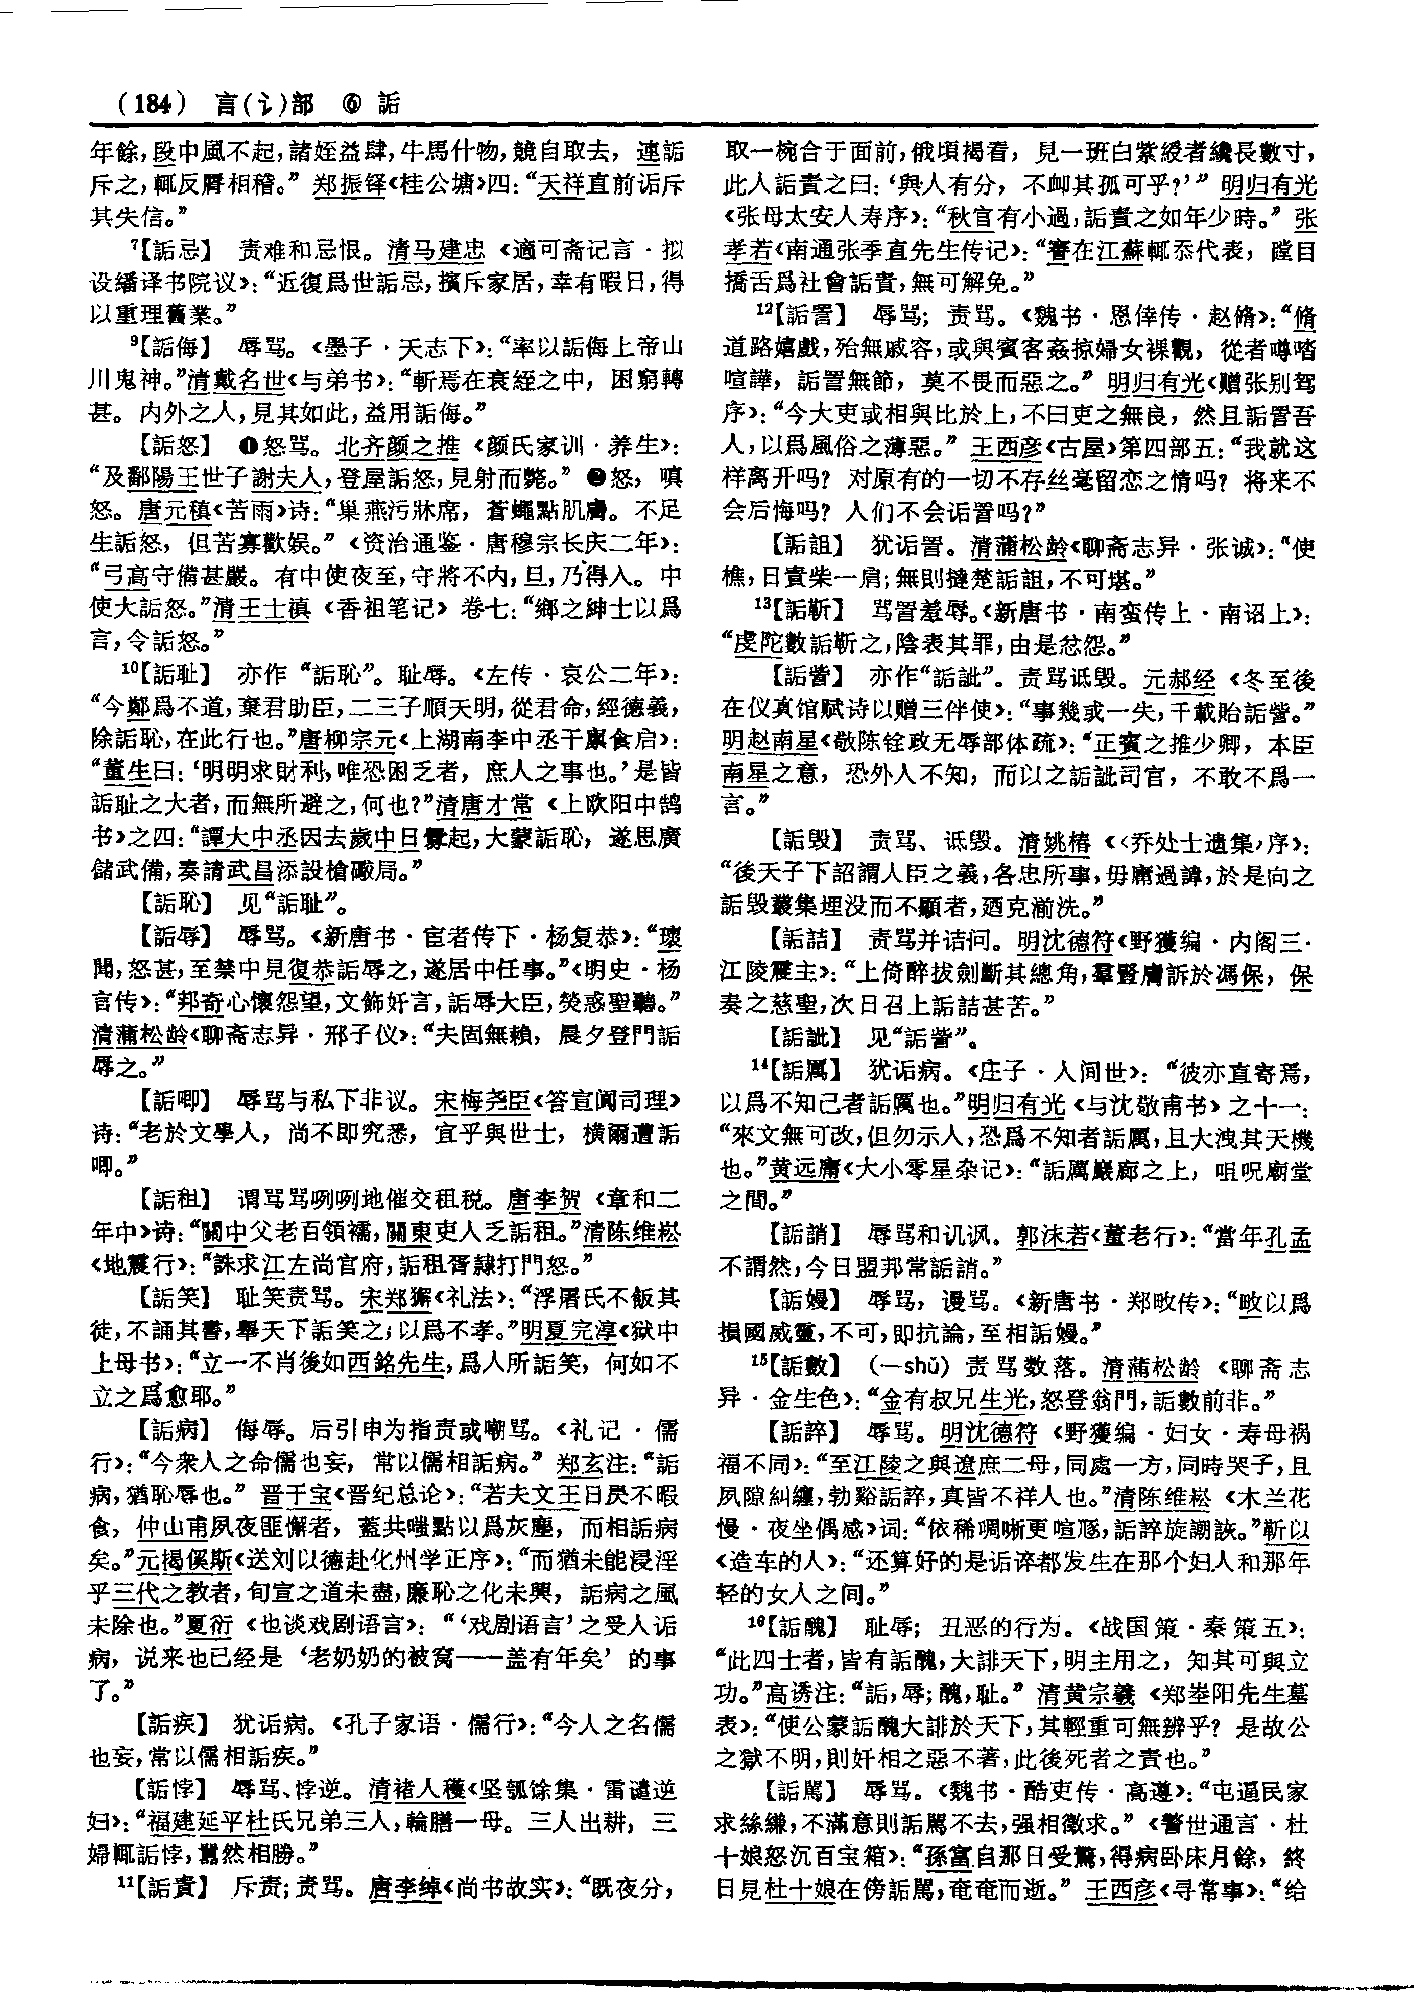 (184) 言(讠)部 ⑥ 詬
年餘，段中風不起，諸姪益肆，牛馬什物，競自取去，連詬
斥之，輒反脣相稽。” 郑振铎《桂公塘》四：“天祥直前诟斥
其失信。”
⁷【詬忌】 责难和忌恨。清马建忠《適可斋记言·拟
设繙译书院议》：“近復爲世詬忌，擯斥家居，幸有暇日，得
以重理舊業。”
⁹【詬侮】 辱骂。《墨子·天志下》：“率以詬侮上帝山
川鬼神。”清戴名世《与弟书》：“斬焉在衰絰之中，困窮轉
甚。内外之人，見其如此，益用詬侮。”
【詬怒】 ❶怒骂。北齐颜之推《颜氏家训·养生》：
“及鄱陽王世子謝夫人，登屋詬怒，見射而斃。” ❷怒，嗔
怒。唐元稹《苦雨》诗：“巢燕污牀席，蒼蠅點肌膚。不足
生詬怒，但苦寡歡娱。”《资治通鉴·唐穆宗长庆二年》：
“弓高守備甚嚴。有中使夜至，守將不内，旦，乃得入。中
使大詬怒。”清王士禛《香祖笔记》卷七：“鄉之紳士以爲
言，令詬怒。”
¹⁰【詬耻】 亦作“詬恥”。耻辱。《左传·哀公二年》：
“今鄭爲不道，棄君助臣，二三子順天明，從君命，經德義，
除詬恥，在此行也。”唐柳宗元《上湖南李中丞干廪食启》：
“董生曰：‘明明求財利，唯恐困乏者，庶人之事也。’是皆
詬耻之大者，而無所避之，何也？”清唐才常《上欧阳中鹄
书》之四：“譚大中丞因去歲中日釁起，大蒙詬恥，遂思廣
儲武備，奏請武昌添設槍礮局。”
【詬恥】 见“詬耻”。
【詬辱】 辱骂。《新唐书·宦者传下·杨复恭》：“瓌
聞，怒甚，至禁中見復恭詬辱之，遂居中任事。”《明史·杨
言传》：“邦奇心懷怨望，文飾奸言，詬辱大臣，熒惑聖聽。”
清蒲松龄《聊斋志异·邢子仪》：“夫固無賴，晨夕登門詬
辱之。”
【詬唧】 辱骂与私下非议。宋梅尧臣《答宣阗司理》
诗：“老於文學人，尚不即究悉，宜乎與世士，横爾遭詬
唧。”
【詬租】 谓骂骂咧咧地催交租税。唐李贺《章和二
年中》诗：“關中父老百領襦，關東吏人乏詬租。”清陈维崧
《地震行》：“誅求江左尚官府，詬租胥隸打門怒。”
【詬笑】 耻笑责骂。宋郑獬《礼法》：“浮屠氏不飯其
徒，不誦其書，舉天下詬笑之；以爲不孝。”明夏完淳《狱中
上母书》：“立一不肖後如西銘先生，爲人所詬笑，何如不
立之爲愈耶。”
【詬病】 侮辱。后引申为指责或嘲骂。《礼记·儒
行》：“今衆人之命儒也妄，常以儒相詬病。” 郑玄注：“詬
病，猶恥辱也。” 晋干宝《晋纪总论》：“若夫文王日昃不暇
食，仲山甫夙夜匪懈者，蓋共嗤點以爲灰塵，而相詬病
矣。”元揭傒斯《送刘以德赴化州学正序》：“而猶未能浸淫
乎三代之教者，旬宣之道未盡，廉恥之化未興，詬病之風
未除也。”夏衍《也谈戏剧语言》：“‘戏剧语言’之受人诟
病，说来也已经是‘老奶奶的被窝——盖有年矣’的事
了。”
【詬疾】 犹诟病。《孔子家语·儒行》：“今人之名儒
也妄，常以儒相詬疾。”
【詬悖】 辱骂、悖逆。清褚人穫《坚瓠馀集·雷谴逆
妇》：“福建延平杜氏兄弟三人，輪膳一母。三人出耕，三
婦輒詬悖，囂然相勝。”
¹¹【詬責】 斥责；责骂。唐李绰《尚书故实》：“既夜分，
取一椀合于面前，俄頃揭看，見一班白紫綬者纔長數寸，
此人詬責之曰：‘與人有分，不卹其孤可乎？’” 明归有光
《张母太安人寿序》：“秋官有小過，詬責之如年少時。” 张
孝若《南通张季直先生传记》：“謇在江蘇輒忝代表，瞠目
撟舌爲社會詬責，無可解免。”
¹²【詬詈】 辱骂；责骂。《魏书·恩倖传·赵脩》：“脩
道路嬉戲，殆無戚容，或與賓客姦掠婦女裸觀，從者噂㗳
喧譁，詬詈無節，莫不畏而惡之。” 明归有光《赠张别驾
序》：“今大吏或相與比於上，不曰吏之無良，然且詬詈吾
人，以爲風俗之薄惡。” 王西彦《古屋》第四部五：“我就这
样离开吗？对原有的一切不存丝毫留恋之情吗？将来不
会后悔吗？人们不会诟詈吗？”
【詬詛】 犹诟詈。清蒲松龄《聊斋志异·张诚》：“使
樵，日責柴一肩；無則撻楚詬詛，不可堪。”
¹³【詬靳】 骂詈羞辱。《新唐书·南蛮传上·南诏上》：
“虔陀數詬靳之，陰表其罪，由是忿怨。”
【詬訾】 亦作“詬訿”。责骂诋毁。元郝经《冬至後
在仪真馆赋诗以赠三伴使》：“事幾或一失，千載貽詬訾。”
明赵南星《敬陈铨政无辱部体疏》：“正賓之推少卿，本臣
南星之意，恐外人不知，而以之詬訿司官，不敢不爲一
言。”
【詬毁】 责骂、诋毁。清姚椿《〈乔处士遗集〉序》：
“後天子下詔謂人臣之義，各忠所事，毋庸過諱，於是向之
詬毁叢集埋没而不顯者，廼克湔洗。”
【詬詰】 责骂并诘问。明沈德符《野獲编·内阁三·
江陵震主》：“上倚醉拔劍斷其總角，羣豎膚訴於馮保，保
奏之慈聖，次日召上詬詰甚苦。”
【詬訿】 见“詬訾”。
¹⁴【詬厲】 犹诟病。《庄子·人间世》：“彼亦直寄焉，
以爲不知己者詬厲也。”明归有光《与沈敬甫书》之十一：
“來文無可改，但勿示人，恐爲不知者詬厲，且大洩其天機
也。”黄远庸《大小零星杂记》：“詬厲巖廊之上，咀呪廟堂
之間。”
【詬誚】 辱骂和讥讽。郭沫若《董老行》：“當年孔孟
不謂然，今日盟邦常詬誚。”
【詬嫚】 辱骂，谩骂。《新唐书·郑畋传》：“畋以爲
損國威靈，不可，即抗論，至相詬嫚。”
¹⁵【詬數】 (—shǔ) 责骂数落。清蒲松龄《聊斋志
异·金生色》：“金有叔兄生光，怒登翁門，詬數前非。”
【詬誶】 辱骂。明沈德符《野獲编·妇女·寿母祸
福不同》：“至江陵之與遼庶二母，同處一方，同時哭子，且
夙隙糾纏，勃谿詬誶，真皆不祥人也。”清陈维崧《木兰花
慢·夜坐偶感》词：“依稀啁哳更喧豗，詬誶旋謿詼。”靳以
《造车的人》：“还算好的是诟谇都发生在那个妇人和那年
轻的女人之间。”
¹⁶【詬醜】 耻辱；丑恶的行为。《战国策·秦策五》：
“此四士者，皆有詬醜，大誹天下，明主用之，知其可與立
功。”高诱注：“詬，辱；醜，耻。” 清黄宗羲《郑峚阳先生墓
表》：“使公蒙詬醜大誹於天下，其輕重可無辨乎？是故公
之獄不明，則奸相之惡不著，此後死者之責也。”
【詬罵】 辱骂。《魏书·酷吏传·高遵》：“屯逼民家
求絲縑，不滿意則詬罵不去，强相徵求。”《警世通言·杜
十娘怒沉百宝箱》：“孫富自那日受驚，得病卧床月餘，終
日見杜十娘在傍詬罵，奄奄而逝。” 王西彦《寻常事》：“给